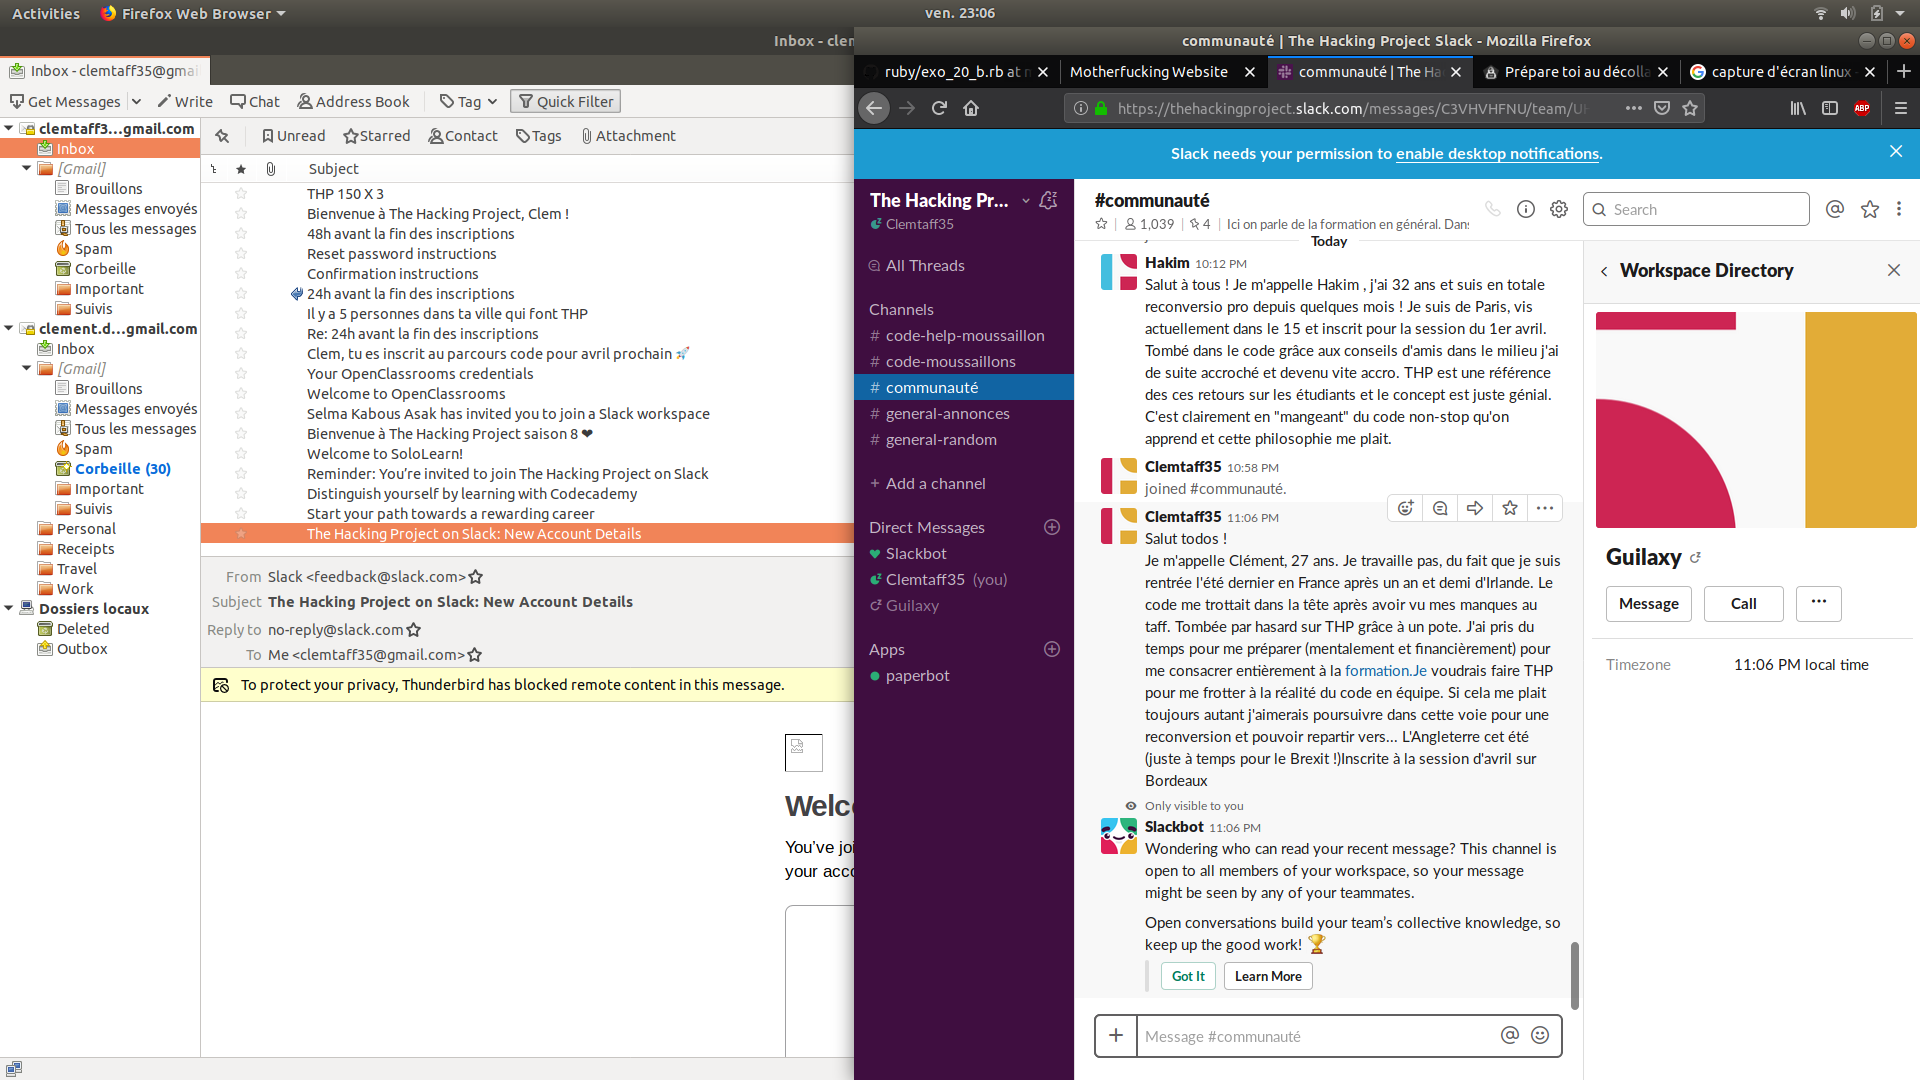 Activities
Firefox Web Browser
ven. 23:06
Inbox - clem
Inbox - clemtaff35@gmai
Get Messages
Write
Chat
Address Book
Tag
Quick Filter
clemtaff3...gmail.com
Inbox
[Gmail]
Brouillons
Messages envoyés
Tous les messages
Spam
Corbeille
Important
Suivis
clement.d...gmail.com
Inbox
[Gmail]
Brouillons
Messages envoyés
Tous les messages
Spam
Corbeille (30)
Important
Suivis
Personal
Receipts
Travel
Work
Dossiers locaux
Deleted
Outbox
Unread
Starred
Contact
Tags
Attachment
Subject
THP 150 X 3
Bienvenue à The Hacking Project, Clem !
48h avant la fin des inscriptions
Reset password instructions
Confirmation instructions
24h avant la fin des inscriptions
Il y a 5 personnes dans ta ville qui font THP
Re: 24h avant la fin des inscriptions
Clem, tu es inscrit au parcours code pour avril prochain 🚀
Your OpenClassrooms credentials
Welcome to OpenClassrooms
Selma Kabous Asak has invited you to join a Slack workspace
Bienvenue à The Hacking Project saison 8 ❤
Welcome to SoloLearn!
Reminder: You're invited to join The Hacking Project on Slack
Distinguish yourself by learning with Codecademy
Start your path towards a rewarding career
The Hacking Project on Slack: New Account Details
From Slack <feedback@slack.com>
Subject The Hacking Project on Slack: New Account Details
Reply to no-reply@slack.com
To Me <clemtaff35@gmail.com>
To protect your privacy, Thunderbird has blocked remote content in this message.
Welc
You've joi
your acco
communauté | The Hacking Project Slack - Mozilla Firefox
ruby/exo_20_b.rb at m
Motherfucking Website
communauté | The Ha
Prépare toi au décolla
capture d'écran linux -
https://thehackingproject.slack.com/messages/C3VHVHFNU/team/UH
ABP
Slack needs your permission to enable desktop notifications.
The Hacking Pr...
Clemtaff35
All Threads
Channels
# code-help-moussaillon
# code-moussaillons
# communauté
# general-annonces
# general-random
+ Add a channel
Direct Messages
Slackbot
Clemtaff35 (you)
Guilaxy
Apps
paperbot
#communauté
1,039 | 4 | Ici on parle de la formation en général. Dans
Search
Today
Hakim 10:12 PM
Salut à tous ! Je m'appelle Hakim , j'ai 32 ans et suis en totale
reconversio pro depuis quelques mois ! Je suis de Paris, vis
actuellement dans le 15 et inscrit pour la session du 1er avril.
Tombé dans le code grâce aux conseils d'amis dans le milieu j'ai
de suite accroché et devenu vite accro. THP est une référence
des ces retours sur les étudiants et le concept est juste génial.
C'est clairement en "mangeant" du code non-stop qu'on
apprend et cette philosophie me plait.
Clemtaff35 10:58 PM
joined #communauté.
Clemtaff35 11:06 PM
Salut todos !
Je m'appelle Clément, 27 ans. Je travaille pas, du fait que je suis
rentrée l'été dernier en France après un an et demi d'Irlande. Le
code me trottait dans la tête après avoir vu mes manques au
taff. Tombée par hasard sur THP grâce à un pote. J'ai pris du
temps pour me préparer (mentalement et financièrement) pour
me consacrer entièrement à la formation.Je voudrais faire THP
pour me frotter à la réalité du code en équipe. Si cela me plait
toujours autant j'aimerais poursuivre dans cette voie pour une
reconversion et pouvoir repartir vers... L'Angleterre cet été
(juste à temps pour le Brexit !)Inscrite à la session d'avril sur
Bordeaux
Only visible to you
Slackbot 11:06 PM
Wondering who can read your recent message? This channel is
open to all members of your workspace, so your message
might be seen by any of your teammates.
Open conversations build your team's collective knowledge, so
keep up the good work! 🏆
Got It
Learn More
Message #communauté
Workspace Directory
Guilaxy
Message
Call
Timezone 11:06 PM local time